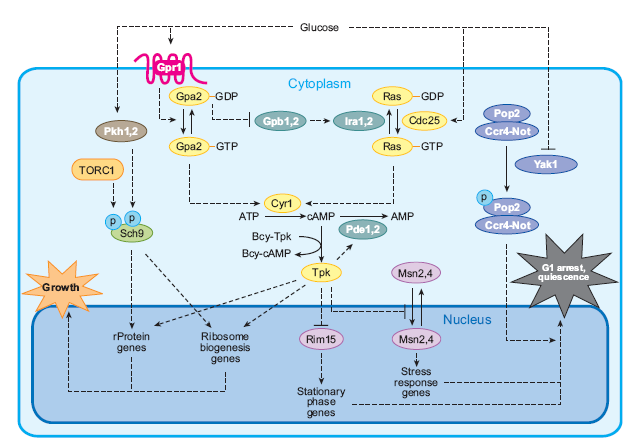 Glucose
Gpr1
Cytoplasm
Gpa2
GDP
Ras
GDP
Pop2
Ccr4-Not
Pkh1,2
Gpb1,2
Ira1,2
Cdc25
Gpa2
GTP
Ras
GTP
Yak1
TORC1
Cyr1
P
Pop2
Ccr4-Not
ATP
cAMP
AMP
P
P
Sch9
Bcy-Tpk
Pde1,2
Bcy-cAMP
Tpk
Msn2,4
G1 arrest,
quiescence
Growth
Nucleus
rProtein
genes
Ribosome
biogenesis
genes
Rim15
Msn2,4
Stress
response
genes
Stationary
phase
genes